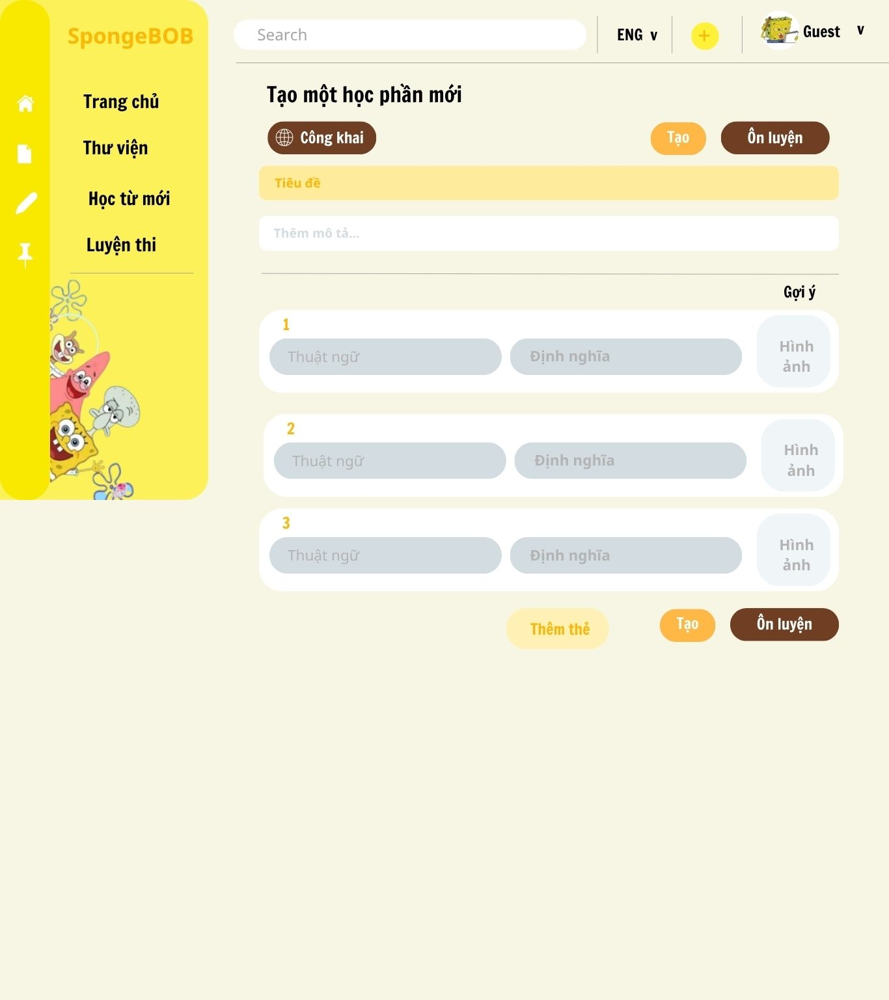 SpongeBOB
Trang chủ
Thư viện
Học từ mới
Luyện thi
Search
ENG v
+
Guest v
Tạo một học phần mới
Công khai
Tạo
Ôn luyện
Tiêu đề
Thêm mô tả...
Gợi ý
1
Thuật ngữ
Định nghĩa
Hình
ảnh
2
Thuật ngữ
Định nghĩa
Hình
ảnh
3
Thuật ngữ
Định nghĩa
Hình
ảnh
Thêm thẻ
Tạo
Ôn luyện